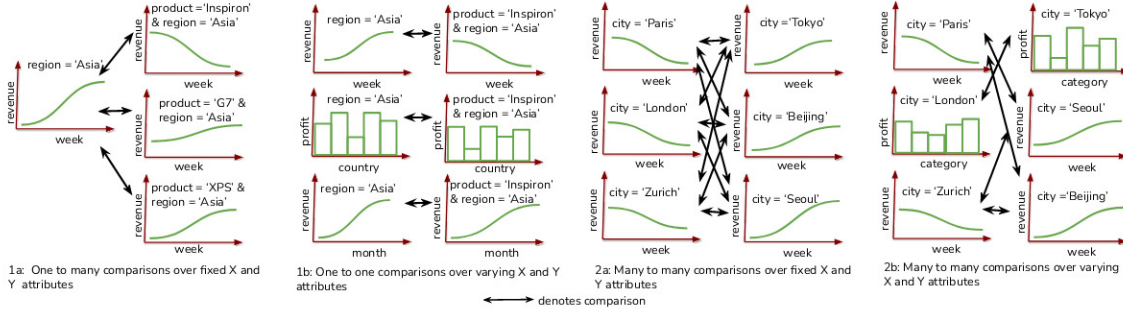 region = ‘Asia’
revenue
week
product=‘Inspiron’
& region = ‘Asia’
revenue
week
product = ‘G7’ &
region = ‘Asia’
revenue
week
product = ‘XPS’ &
region = ‘Asia’
revenue
week
1a: One to many comparisons over fixed X and
Y attributes
region = ‘Asia’
revenue
week
product = ‘Inspiron’
& region = ‘Asia’
revenue
week
region = ‘Asia’
profit
country
product = ‘Inspiron’
& region = ‘Asia’
profit
country
region = ‘Asia’
revenue
month
product = ‘Inspiron’
& region = ‘Asia’
revenue
month
1b: One to one comparisons over varying X and Y
attributes
city = ‘Paris’
revenue
week
city = ‘Tokyo’
revenue
week
city = ‘London’
revenue
week
city = ‘Beijing’
revenue
week
city = ‘Zurich’
revenue
week
city = ‘Seoul’
revenue
week
2a: Many to many comparisons over fixed X and
Y attributes
city = ‘Paris’
revenue
week
city = ‘Tokyo’
profit
category
city = ‘London’
profit
category
city = ‘Seoul’
revenue
week
city = ‘Zurich’
revenue
week
city = ‘Beijing’
revenue
week
2b: Many to many comparisons over varying
X and Y attributes
denotes comparison